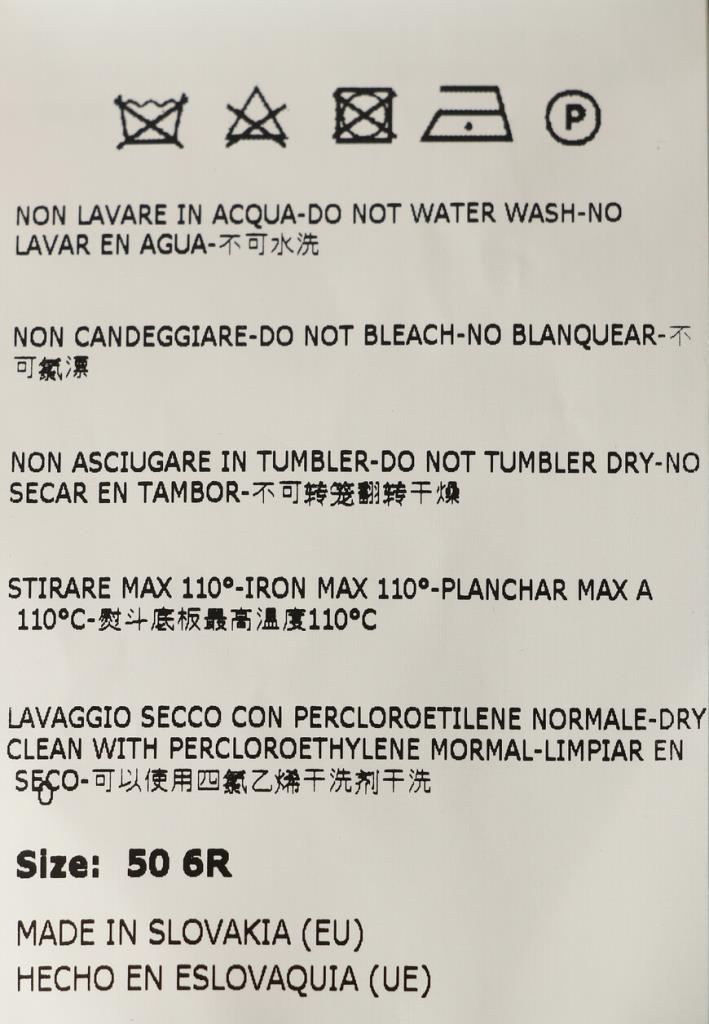 P
NON LAVARE IN ACQUA-DO NOT WATER WASH-NO
LAVAR EN AGUA-不可水洗
NON CANDEGGIARE-DO NOT BLEACH-NO BLANQUEAR-不
可氯漂
NON ASCIUGARE IN TUMBLER-DO NOT TUMBLER DRY-NO
SECAR EN TAMBOR-不可转笼翻转干燥
STIRARE MAX 110°-IRON MAX 110°-PLANCHAR MAX A
110°C-熨斗底板最高温度110°C
LAVAGGIO SECCO CON PERCLOROETILENE NORMALE-DRY
CLEAN WITH PERCLOROETHYLENE MORMAL-LIMPIAR EN
SECO-可以使用四氯乙烯干洗剂干洗
Size: 50 6R
MADE IN SLOVAKIA (EU)
HECHO EN ESLOVAQUIA (UE)